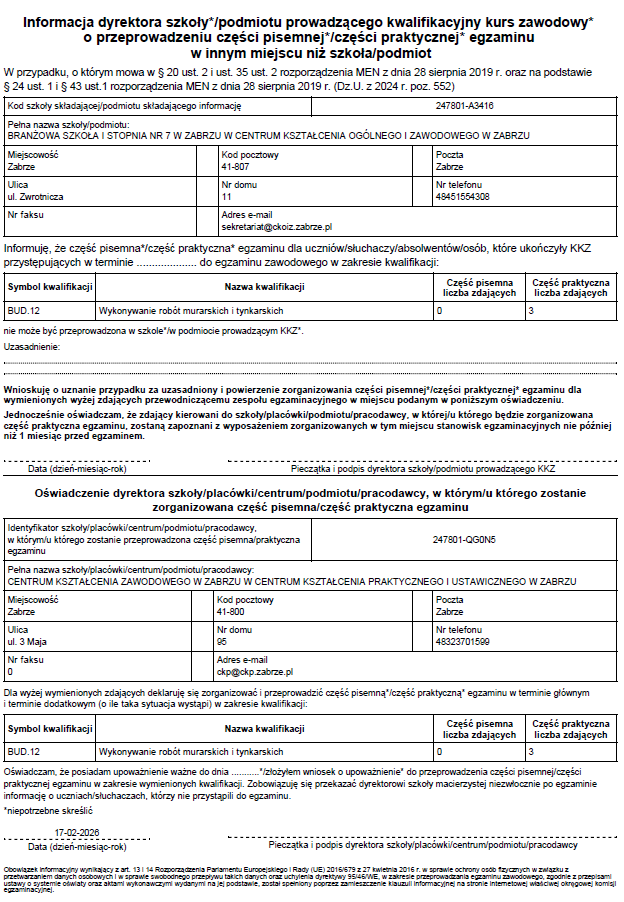 Informacja dyrektora szkoły*/podmiotu prowadzącego kwalifikacyjny kurs zawodowy*
o przeprowadzeniu części pisemnej*/części praktycznej* egzaminu
w innym miejscu niż szkoła/podmiot
W przypadku, o którym mowa w § 20 ust. 2 i ust. 35 ust. 2 rozporządzenia MEN z dnia 28 sierpnia 2019 r. oraz na podstawie
§ 24 ust. 1 i § 43 ust.1 rozporządzenia MEN z dnia 28 sierpnia 2019 r. (Dz.U. z 2024 r. poz. 552)
Kod szkoły składającej/podmiotu składającego informację 247801-A3416
Pełna nazwa szkoły/podmiotu:
BRANŻOWA SZKOŁA I STOPNIA NR 7 W ZABRZU W CENTRUM KSZTAŁCENIA OGÓLNEGO I ZAWODOWEGO W ZABRZU
Miejscowość Kod pocztowy Poczta
Zabrze 41-807 Zabrze
Ulica Nr domu Nr telefonu
ul. Zwrotnicza 11 48451554308
Nr faksu Adres e-mail
sekretariat@ckoiz.zabrze.pl
Informuję, że część pisemna*/część praktyczna* egzaminu dla uczniów/słuchaczy/absolwentów/osób, które ukończyły KKZ
przystępujących w terminie .................... do egzaminu zawodowego w zakresie kwalifikacji:
Symbol kwalifikacji Nazwa kwalifikacji Część pisemna liczba zdających Część praktyczna liczba zdających
BUD.12 Wykonywanie robót murarskich i tynkarskich 0 3
nie może być przeprowadzona w szkole*/w podmiocie prowadzącym KKZ*.
Uzasadnienie:
Wnioskuję o uznanie przypadku za uzasadniony i powierzenie zorganizowania części pisemnej*/części praktycznej* egzaminu dla
wymienionych wyżej zdających przewodniczącemu zespołu egzaminacyjnego w miejscu podanym w poniższym oświadczeniu.
Jednocześnie oświadczam, że zdający kierowani do szkoły/placówki/podmiotu/pracodawcy, w której/u którego będzie zorganizowana
część praktyczna egzaminu, zostaną zapoznani z wyposażeniem zorganizowanych w tym miejscu stanowisk egzaminacyjnych nie później
niż 1 miesiąc przed egzaminem.
Data (dzień-miesiąc-rok) Pieczątka i podpis dyrektora szkoły/podmiotu prowadzącego KKZ
Oświadczenie dyrektora szkoły/placówki/centrum/podmiotu/pracodawcy, w którym/u którego zostanie
zorganizowana część pisemna/część praktyczna egzaminu
Identyfikator szkoły/placówki/centrum/podmiotu/pracodawcy,
w którym/u którego zostanie przeprowadzona część pisemna/praktyczna 247801-QG0N5
egzaminu
Pełna nazwa szkoły/placówki/centrum/podmiotu/pracodawcy:
CENTRUM KSZTAŁCENIA ZAWODOWEGO W ZABRZU W CENTRUM KSZTAŁCENIA PRAKTYCZNEGO I USTAWICZNEGO W ZABRZU
Miejscowość Kod pocztowy Poczta
Zabrze 41-800 Zabrze
Ulica Nr domu Nr telefonu
ul. 3 Maja 95 48323701599
Nr faksu Adres e-mail
0 ckp@ckp.zabrze.pl
Dla wyżej wymienionych zdających deklaruję się zorganizować i przeprowadzić część pisemną*/część praktyczną* egzaminu w terminie głównym
i terminie dodatkowym (o ile taka sytuacja wystąpi) w zakresie kwalifikacji:
Symbol kwalifikacji Nazwa kwalifikacji Część pisemna liczba zdających Część praktyczna liczba zdających
BUD.12 Wykonywanie robót murarskich i tynkarskich 0 3
Oświadczam, że posiadam upoważnienie ważne do dnia ...........*/złożyłem wniosek o upoważnienie* do przeprowadzenia części pisemnej/części
praktycznej egzaminu w zakresie wymienionych kwalifikacji. Zobowiązuję się przekazać dyrektorowi szkoły macierzystej niezwłocznie po egzaminie
informację o uczniach/słuchaczach, którzy nie przystąpili do egzaminu.
*niepotrzebne skreślić
17-02-2026
Data (dzień-miesiąc-rok) Pieczątka i podpis dyrektora szkoły/placówki/centrum/podmiotu/pracodawcy
Obowiązek informacyjny wynikający z art. 13 i 14 Rozporządzenia Parlamentu Europejskiego i Rady (UE) 2016/679 z 27 kwietnia 2016 r. w sprawie ochrony osób fizycznych w związku z
przetwarzaniem danych osobowych i w sprawie swobodnego przepływu takich danych oraz uchylenia dyrektywy 95/46/WE, w zakresie przeprowadzania egzaminu zawodowego, zgodnie z przepisami
ustawy o systemie oświaty oraz aktami wykonawczymi wydanymi na jej podstawie, został spełniony poprzez zamieszczenie klauzuli informacyjnej na stronie internetowej właściwej okręgowej komisji
egzaminacyjnej.